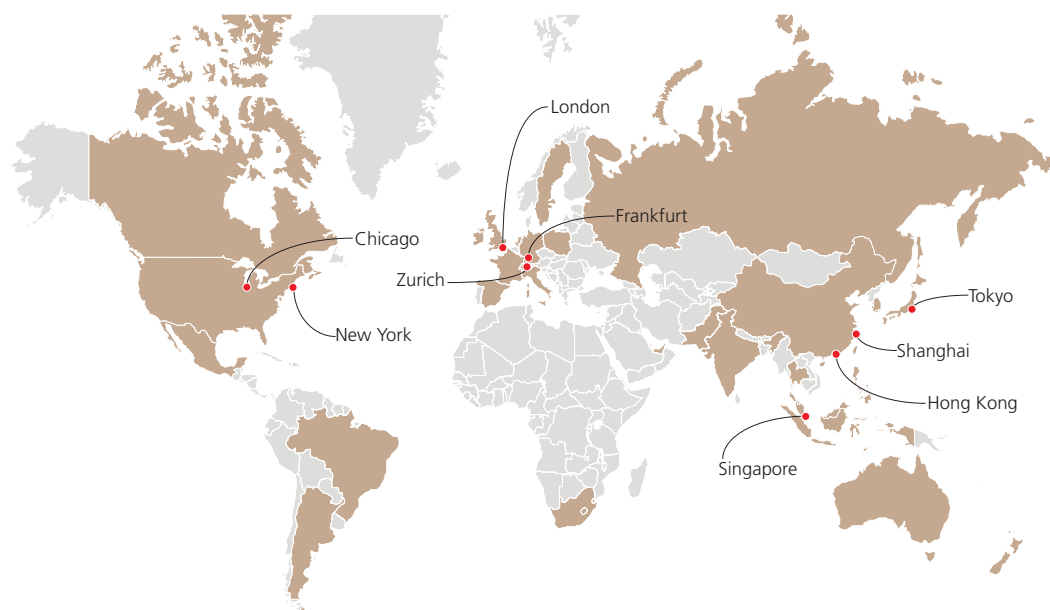 London
Frankfurt
Chicago
Zurich
Tokyo
New York
Shanghai
Hong Kong
Singapore